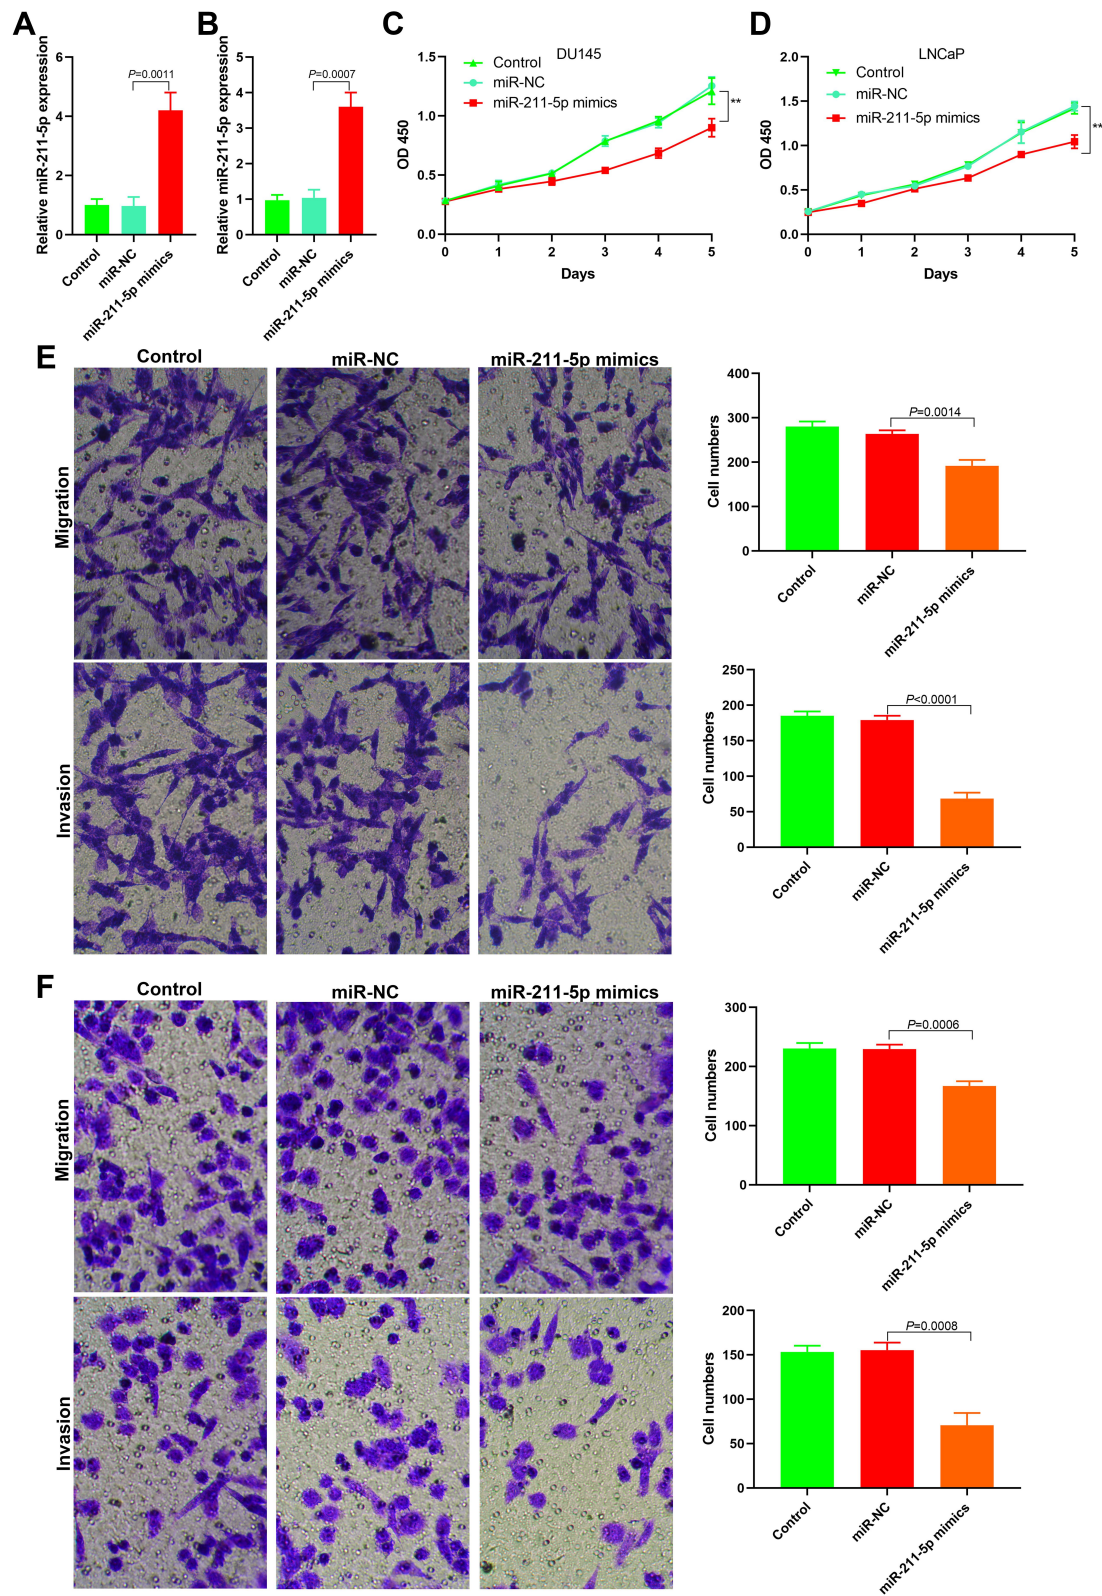 A
Relative miR-211-5p expression
6
4
2
0
P=0.0011
Control
miR-NC
miR-211-5p mimics
B
Relative miR-211-5p expression
5
4
3
2
1
0
P=0.0007
Control
miR-NC
miR-211-5p mimics
C
DU145
OD 450
1.5
1.0
0.5
0.0
Control
miR-NC
miR-211-5p mimics
**
0 1 2 3 4 5
Days
D
LNCaP
OD 450
2.0
1.5
1.0
0.5
0.0
Control
miR-NC
miR-211-5p mimics
**
0 1 2 3 4 5
Days
E
Control
miR-NC
miR-211-5p mimics
Migration
Invasion
Cell numbers
400
300
200
100
0
P=0.0014
Control
miR-NC
miR-211-5p mimics
Cell numbers
250
200
150
100
50
0
P<0.0001
Control
miR-NC
miR-211-5p mimics
F
Control
miR-NC
miR-211-5p mimics
Migration
Invasion
Cell numbers
300
200
100
0
P=0.0006
Control
miR-NC
miR-211-5p mimics
Cell numbers
200
150
100
50
0
P=0.0008
Control
miR-NC
miR-211-5p mimics